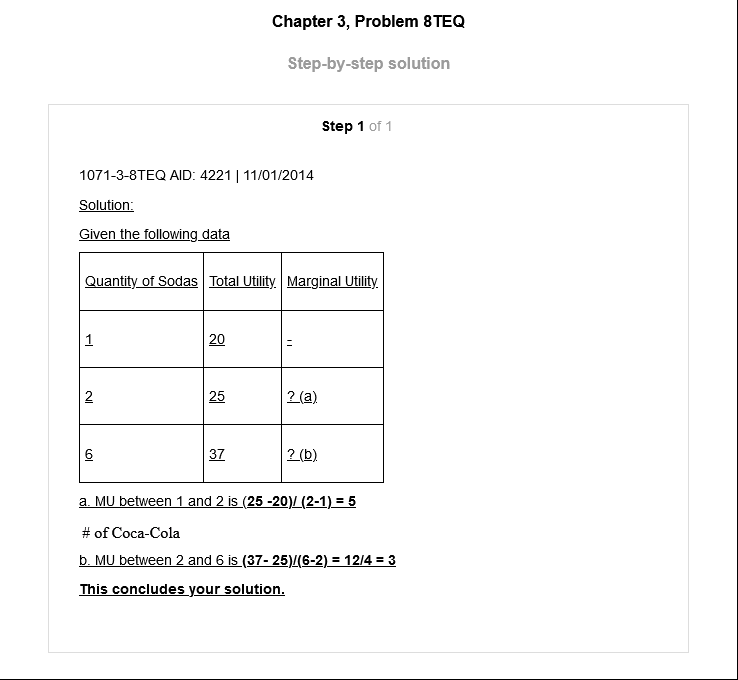 Chapter 3, Problem 8TEQ
Step-by-step solution
Step 1 of 1
1071-3-8TEQ AID: 4221 | 11/01/2014
Solution:
Given the following data
Quantity of Sodas Total Utility Marginal Utility
1 20 -
2 25 ? (a)
6 37 ? (b)
a. MU between 1 and 2 is (25 -20)/ (2-1) = 5
# of Coca-Cola
b. MU between 2 and 6 is (37- 25)/(6-2) = 12/4 = 3
This concludes your solution.